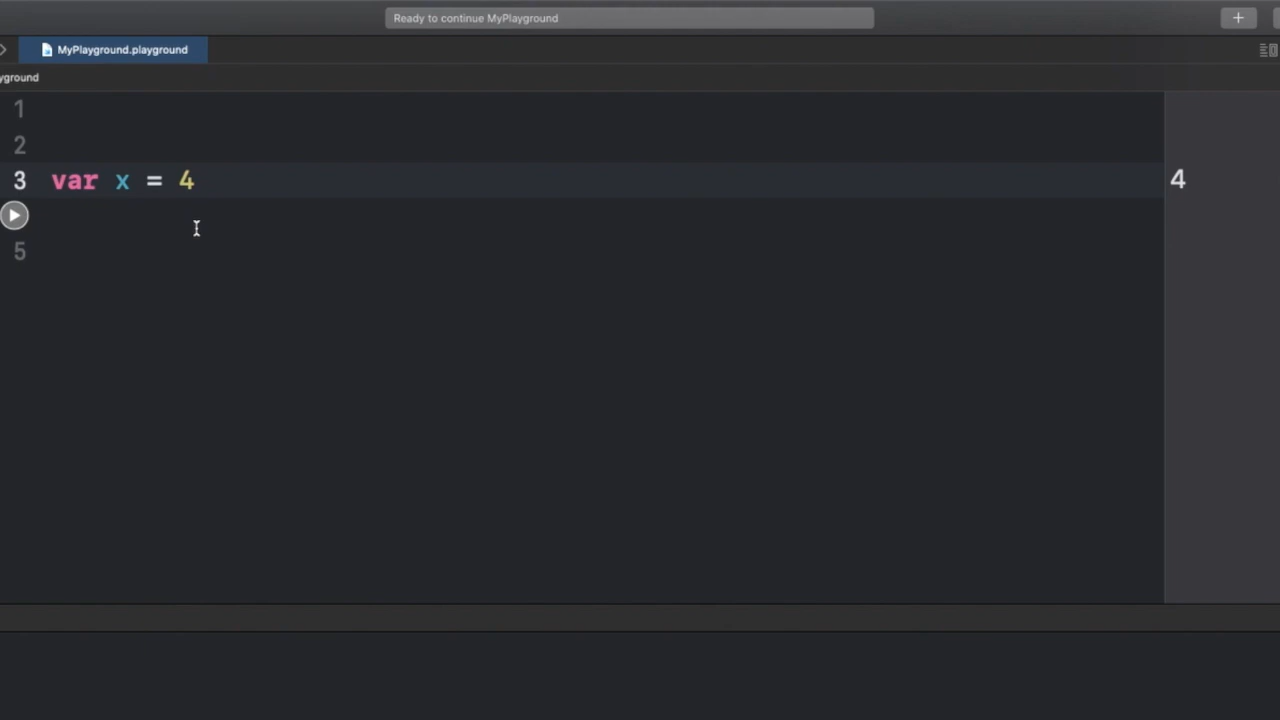 Ready to continue MyPlayground
MyPlayground.playground
yground
1
2
3 var x = 4 4
5